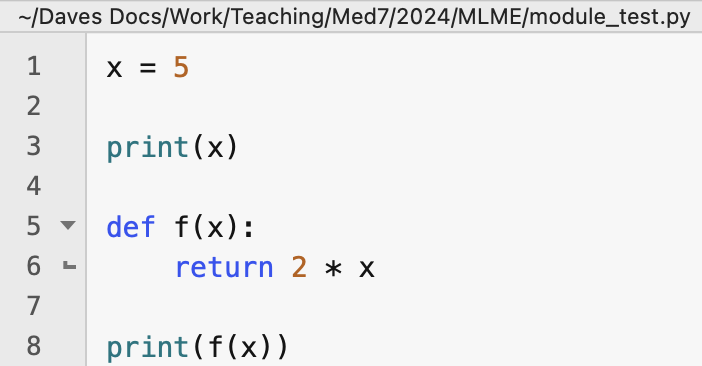 ~/Daves Docs/Work/Teaching/Med7/2024/MLME/module_test.py
1 x = 5
2
3 print(x)
4
5 def f(x):
6     return 2 * x
7
8 print(f(x))